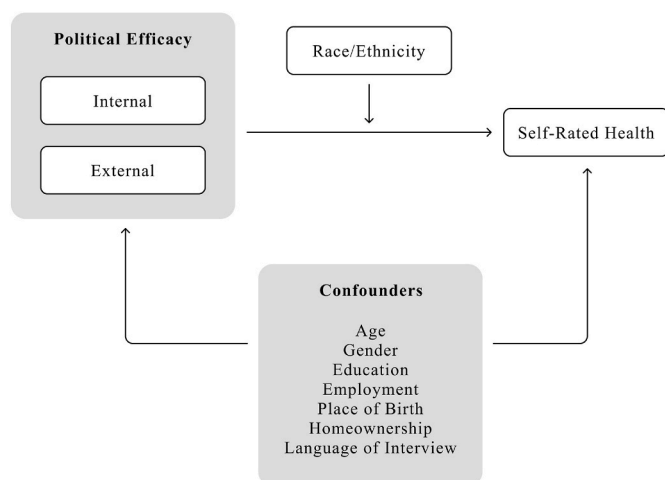 Political Efficacy
Internal
External
Race/Ethnicity
Self-Rated Health
Confounders
Age
Gender
Education
Employment
Place of Birth
Homeownership
Language of Interview